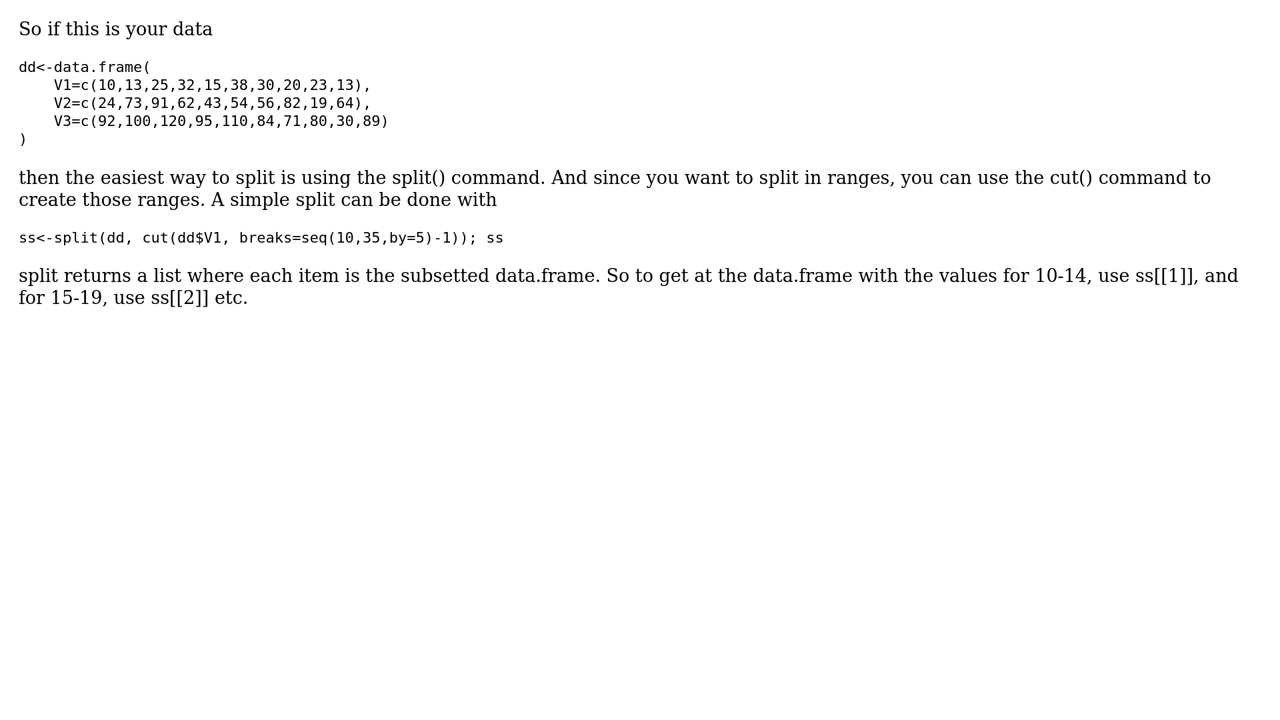 So if this is your data
dd<-data.frame(
    V1=c(10,13,25,32,15,38,30,20,23,13),
    V2=c(24,73,91,62,43,54,56,82,19,64),
    V3=c(92,100,120,95,110,84,71,80,30,89)
)
then the easiest way to split is using the split() command. And since you want to split in ranges, you can use the cut() command to
create those ranges. A simple split can be done with
ss<-split(dd, cut(dd$V1, breaks=seq(10,35,by=5)-1)); ss
split returns a list where each item is the subsetted data.frame. So to get at the data.frame with the values for 10-14, use ss[[1]], and
for 15-19, use ss[[2]] etc.